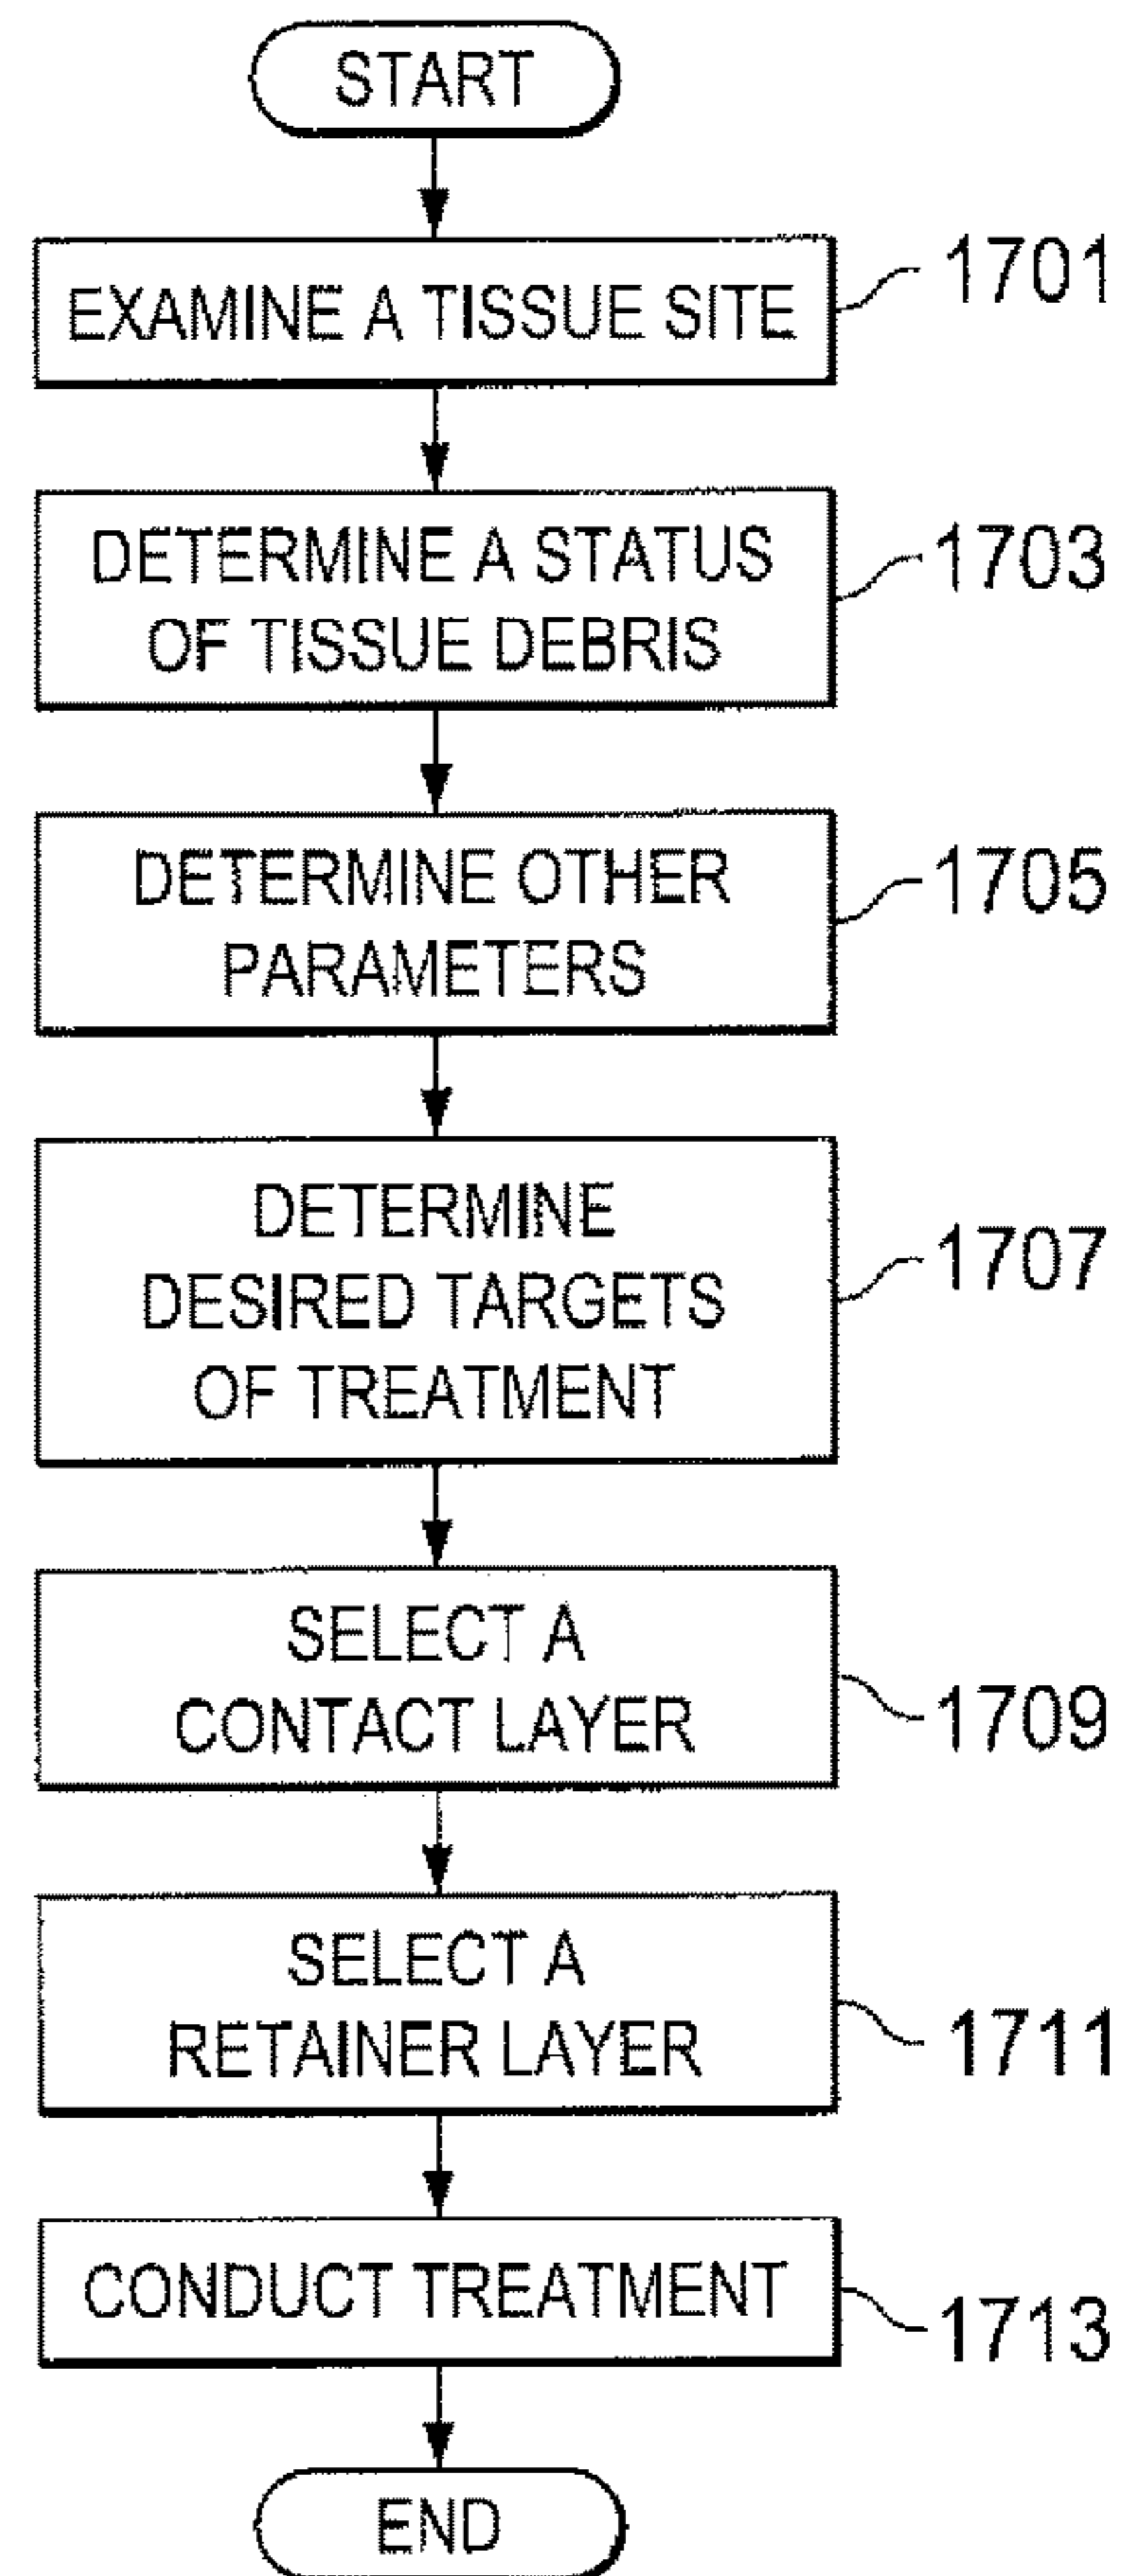 START
EXAMINE A TISSUE SITE
1701
DETERMINE A STATUS
OF TISSUE DEBRIS
1703
DETERMINE OTHER
PARAMETERS
1705
DETERMINE
DESIRED TARGETS
OF TREATMENT
1707
SELECT A
CONTACT LAYER
1709
SELECT A
RETAINER LAYER
1711
CONDUCT TREATMENT
1713
END